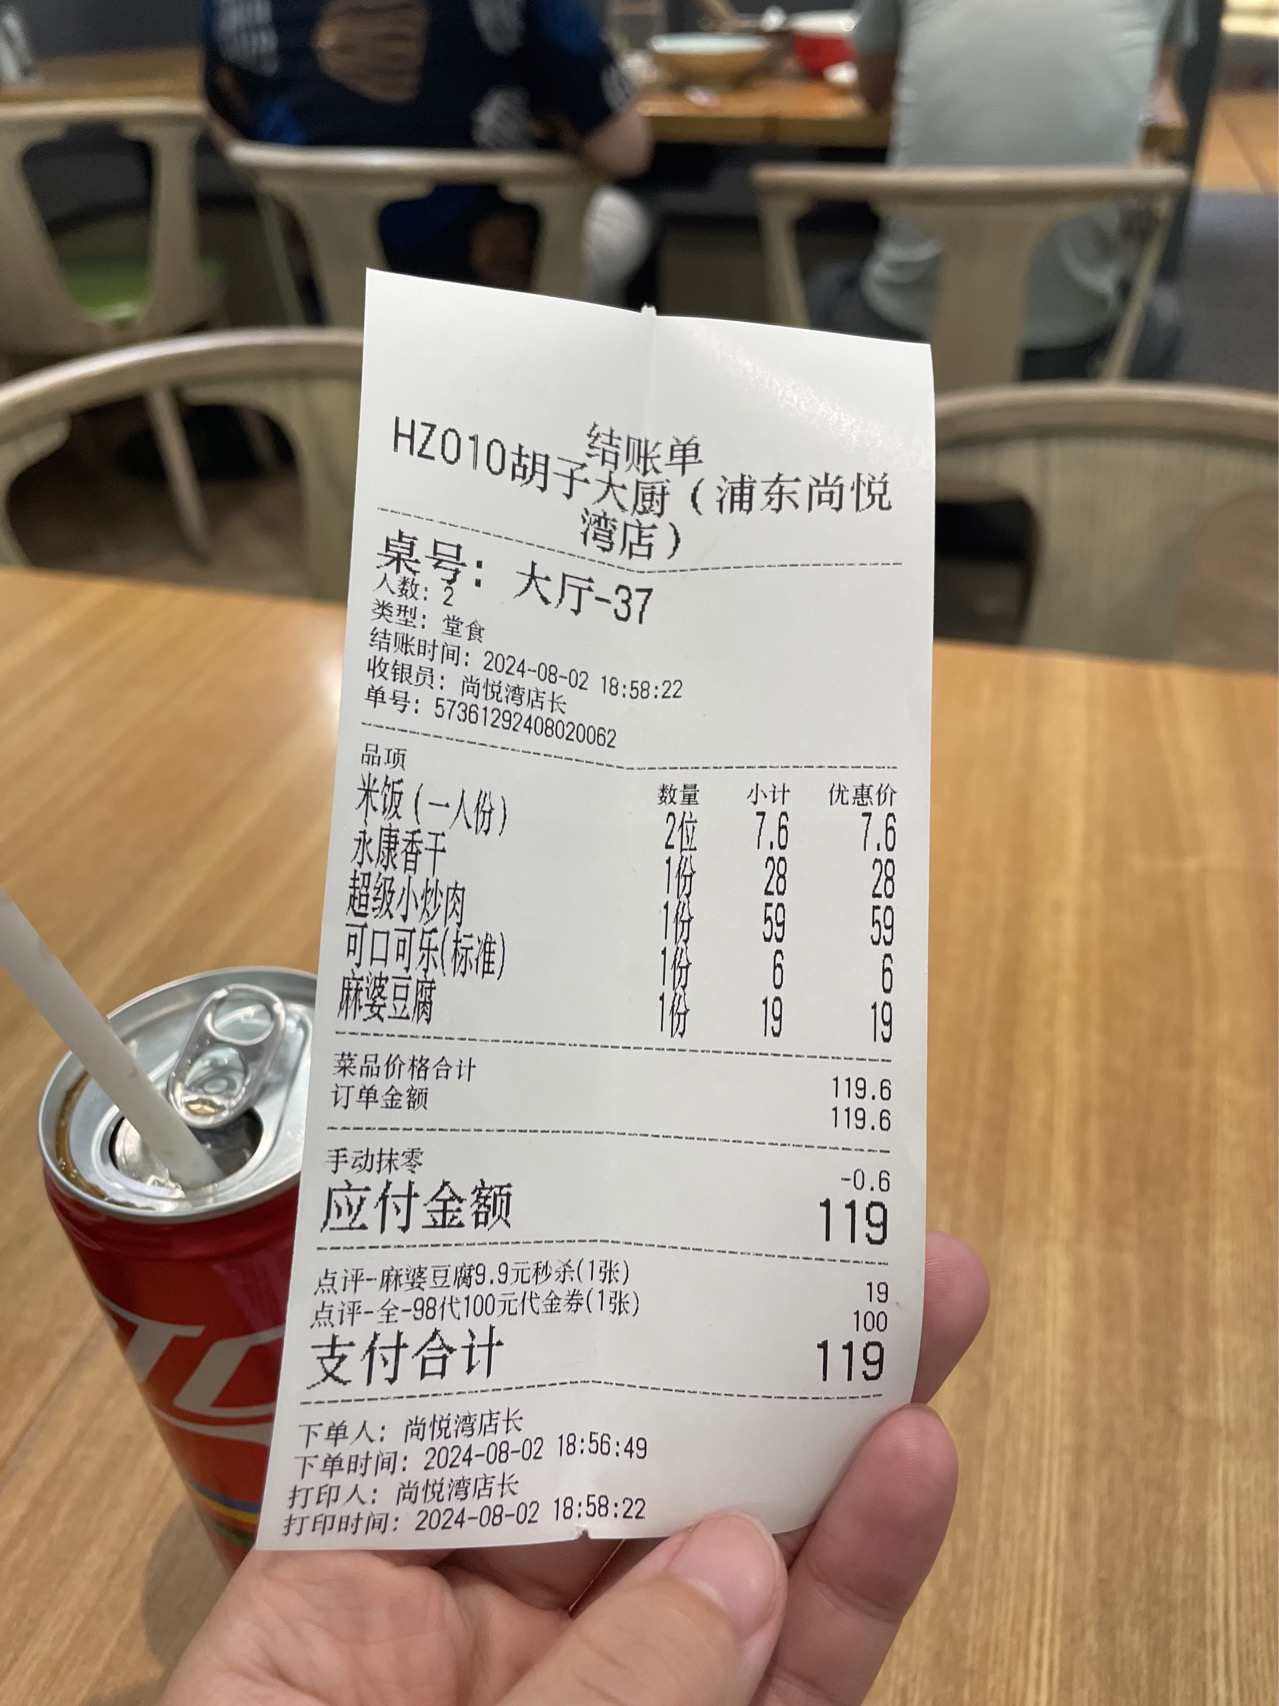 结账单
HZ010胡子大厨（浦东尚悦
湾店）
桌号：大厅-37
人数：2
类型：堂食
结账时间：2024-08-02 18:58:22
收银员：尚悦湾店长
单号：573612924080200​62
品项 数量 小计 优惠价
米饭（一人份） 2位 7.6 7.6
永康香干 1份 28 28
超级小炒肉 1份 59 59
可口可乐(标准) 1份 6 6
麻婆豆腐 1份 19 19
菜品价格合计 119.6
订单金额 119.6
手动抹零 -0.6
应付金额 119
点评-麻婆豆腐9.9元秒杀(1张) 19
点评-全-98代100元代金券(1张) 100
支付合计 119
下单人：尚悦湾店长
下单时间：2024-08-02 18:56:49
打印人：尚悦湾店长
打印时间：2024-08-02 18:58:22